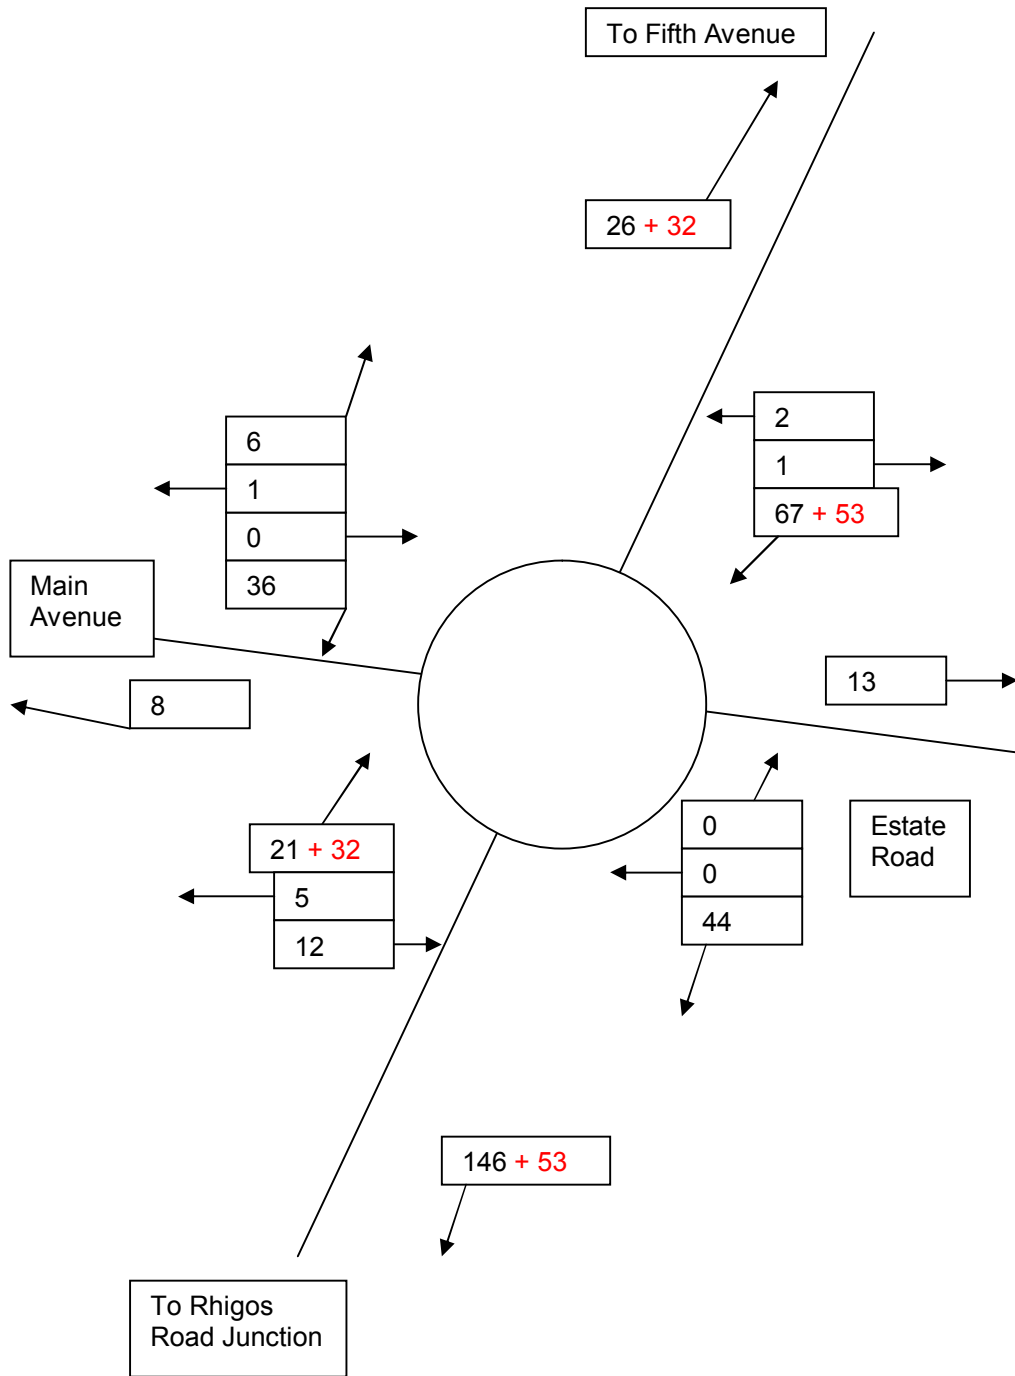 To Fifth Avenue
26 + 32
6
1
0
36
2
1
67 + 53
Main
Avenue
8
13
21 + 32
5
12
0
0
44
Estate
Road
146 + 53
To Rhigos
Road Junction